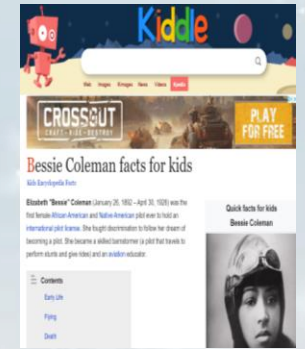 Kiddle
Web Images Kimages News Videos Kpedia
CROSSOUT
CRAFT·RIDE·DESTROY
PLAY
FOR FREE
Bessie Coleman facts for kids
Kids Encyclopedia Facts
Elizabeth "Bessie" Coleman (January 26, 1892 – April 30, 1926) was the
first female African-American and Native-American pilot ever to hold an
international pilot license. She fought discrimination to follow her dream of
becoming a pilot. She became a skilled barnstormer (a pilot that travels to
perform stunts and give rides) and an aviation educator.
Quick facts for kids
Bessie Coleman
Contents
Early Life
Flying
Death